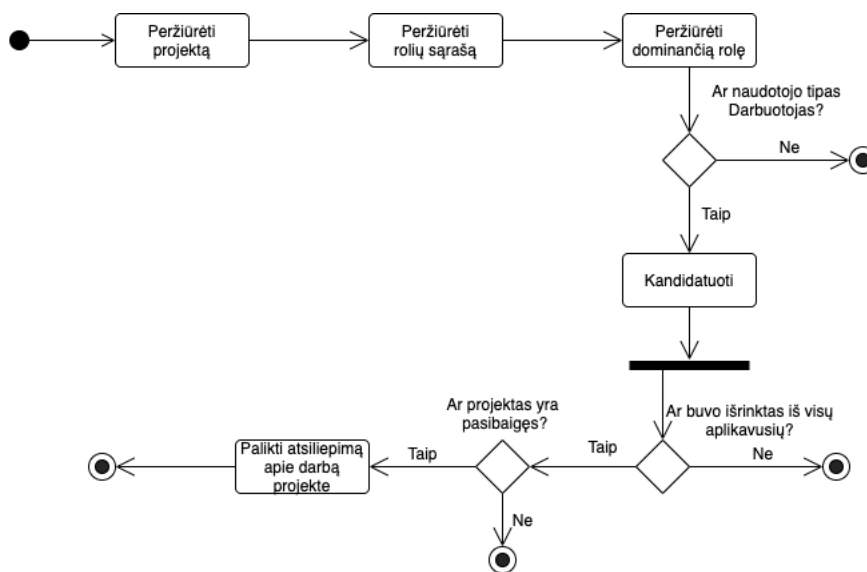 Peržiūrėti
projektą
Peržiūrėti
rolių sąrašą
Peržiūrėti
dominančią rolę
Ar naudotojo tipas
Darbuotojas?
Ne
Taip
Kandidatuoti
Ar buvo išrinktas iš visų
aplikavusių?
Ne
Taip
Ar projektas yra
pasibaigęs?
Taip
Ne
Palikti atsiliepimą
apie darbą
projekte